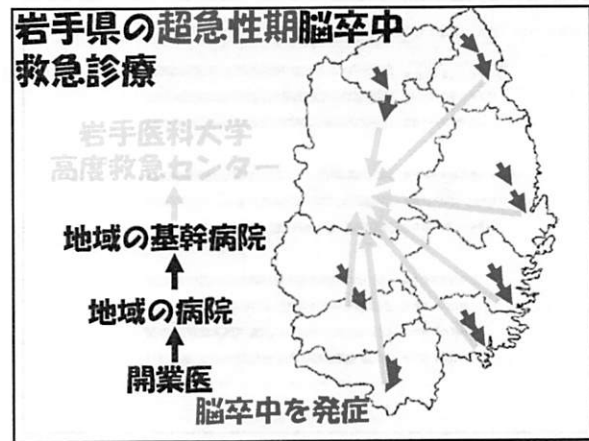 岩手県の超急性期脳卒中
救急診療
岩手医科大学
高度救急センター
地域の基幹病院
地域の病院
開業医
脳卒中を発症